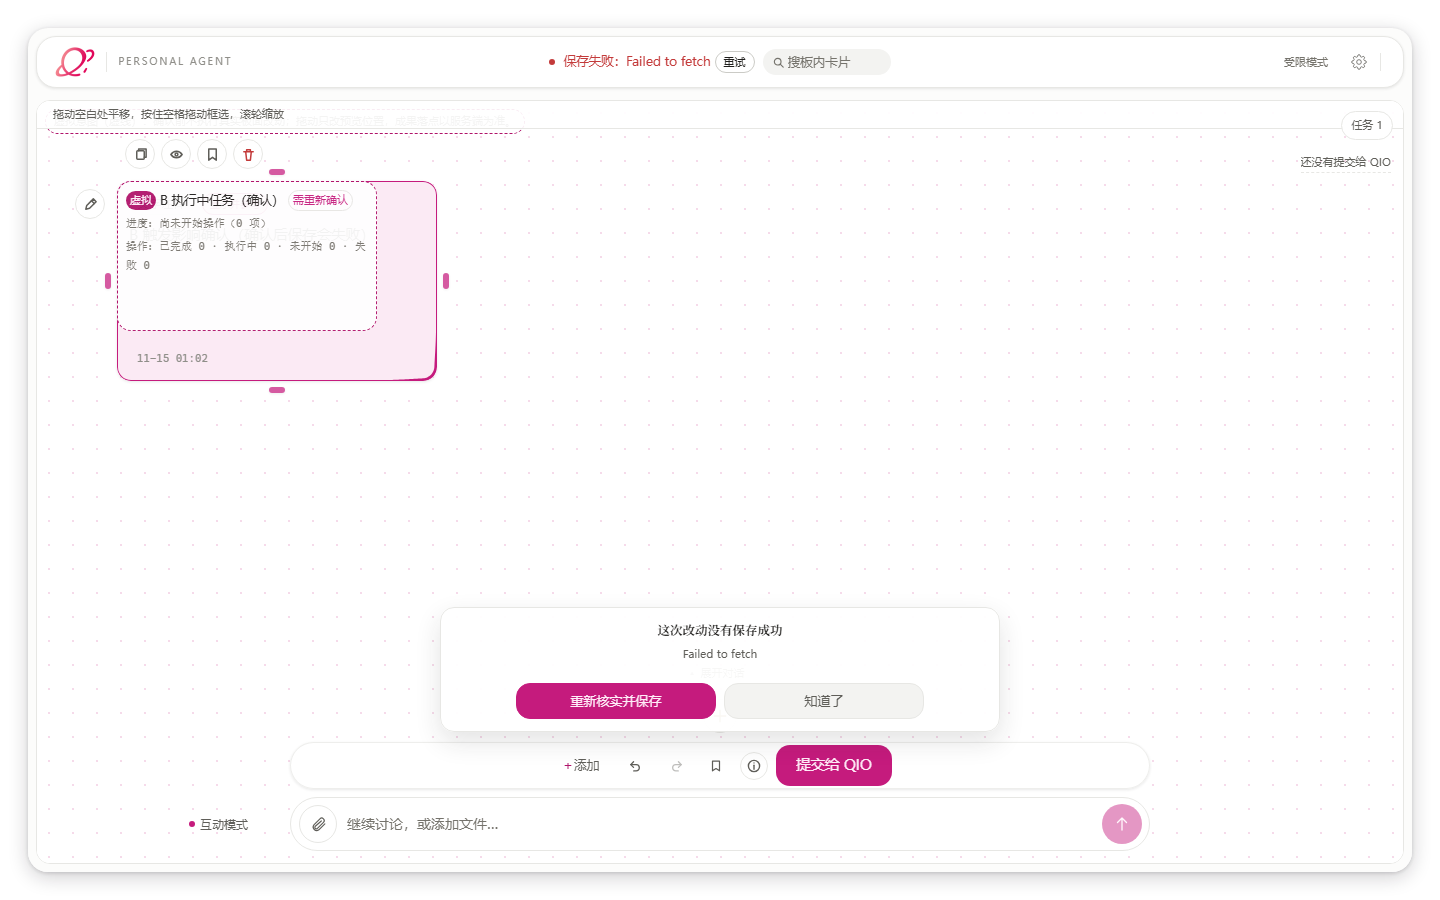 PERSONAL AGENT
保存失败：Failed to fetch
重试
搜板内卡片
受限模式
拖动空白处平移，按住空格拖动框选，滚轮缩放
任务 1
还没有提交给 QIO
虚拟 B 执行中任务（确认） 需重新确认
进度：尚未开始操作（0 项）
操作：已完成 0 · 执行中 0 · 未开始 0 · 失
败 0
11-15 01:02
这次改动没有保存成功
Failed to fetch
重新核实并保存
知道了
+添加
提交给 QIO
互动模式
继续讨论，或添加文件...